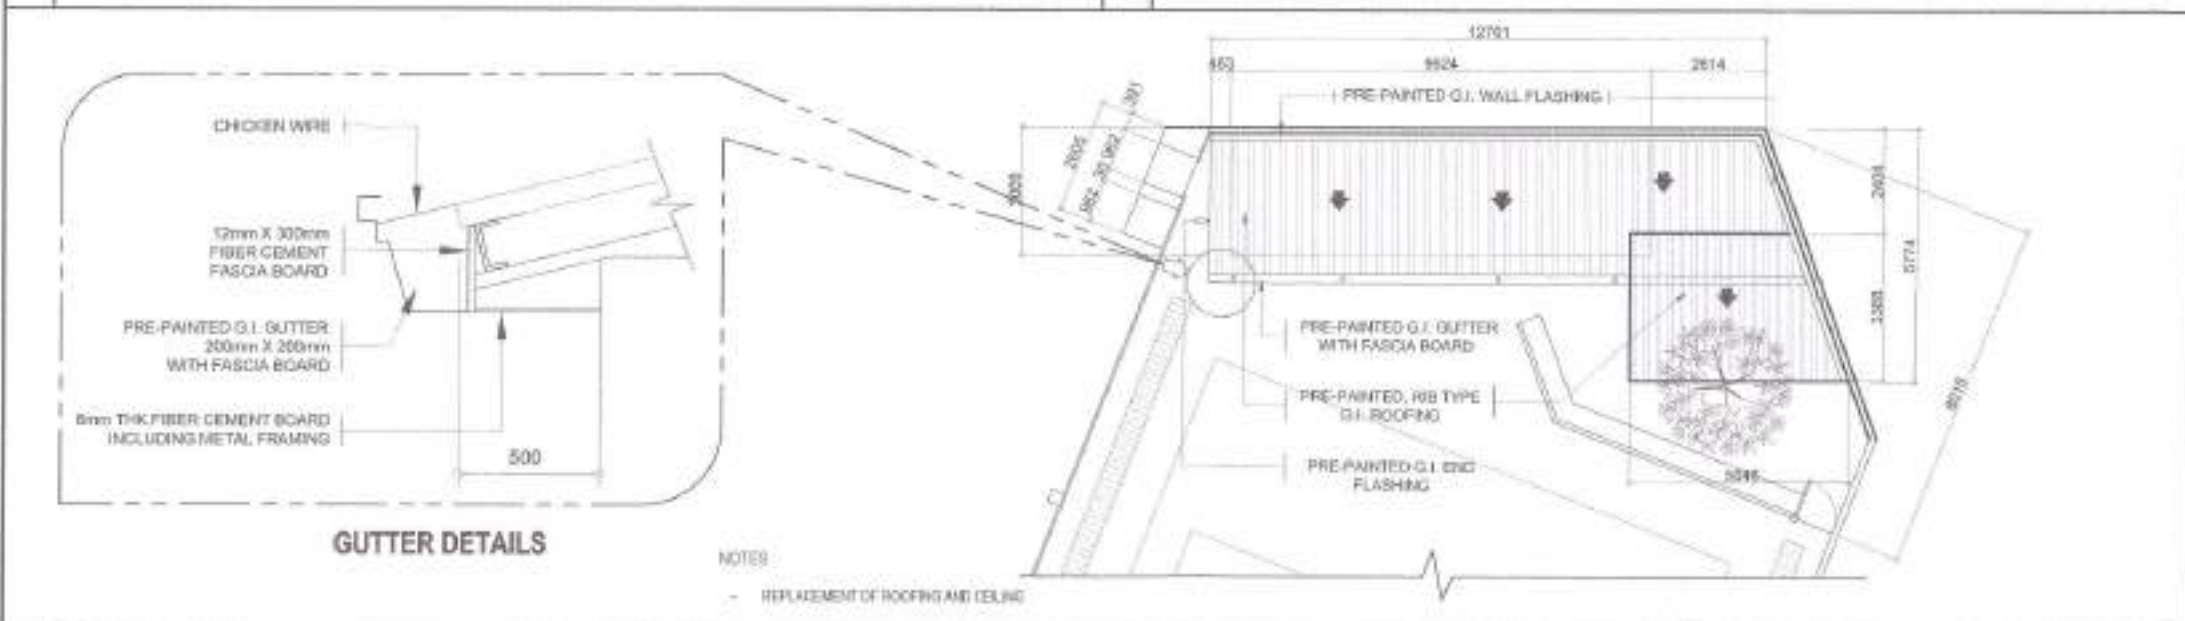 CHICKEN WIRE
12mm X 300mm
FIBER CEMENT
FASCIA BOARD
PRE-PAINTED G.I. GUTTER
200mm X 200mm
WITH FASCIA BOARD
6mm THK FIBER CEMENT BOARD
INCLUDING METAL FRAMING
500
GUTTER DETAILS
NOTES
- REPLACEMENT OF ROOFING AND CEILING
12701
9624
2614
PRE-PAINTED G.I. WALL FLASHING
391
2605
5774
PRE-PAINTED G.I. GUTTER
WITH FASCIA BOARD
PRE-PAINTED, RIB TYPE
G.I. ROOFING
PRE-PAINTED G.I. END
FLASHING
5046